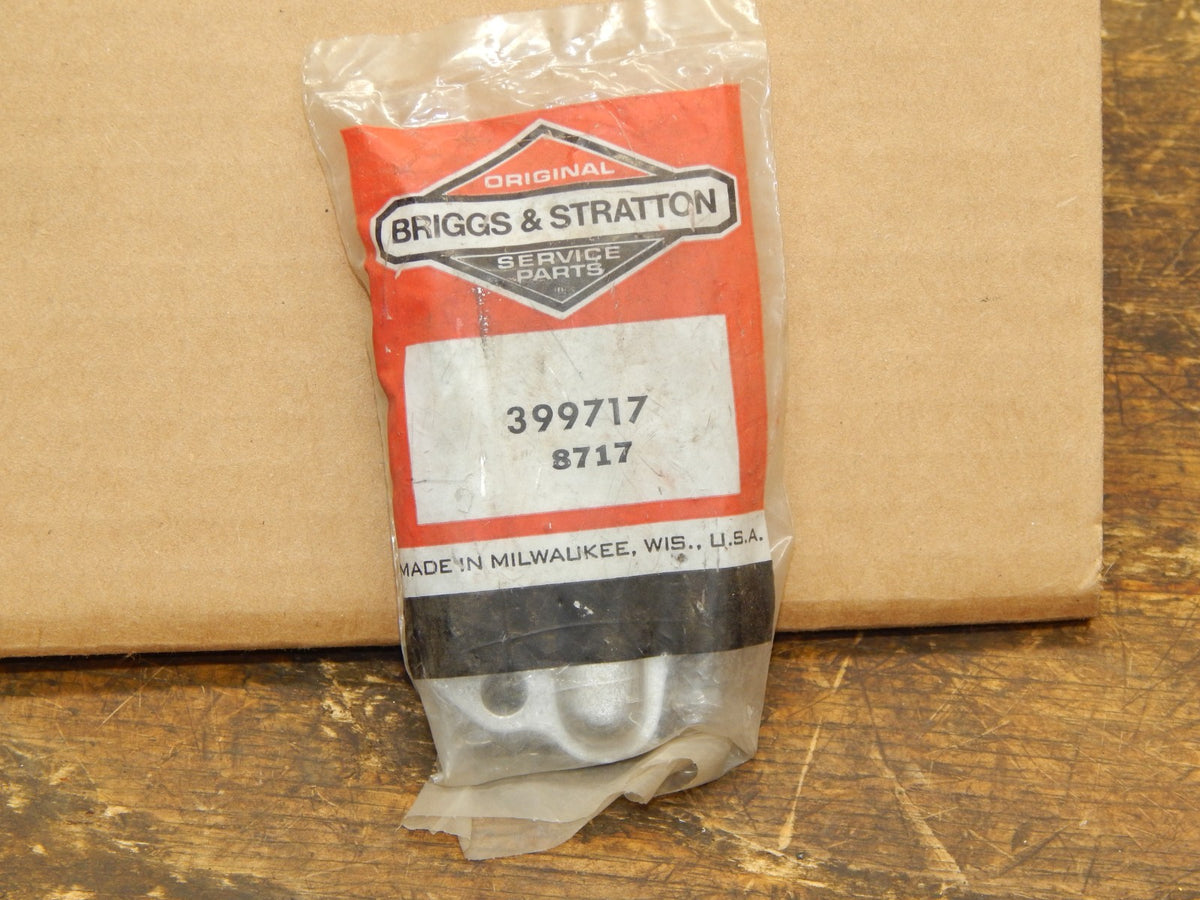 ORIGINAL
BRIGGS & STRATTON
SERVICE
PARTS
399717
8717
MADE IN MILWAUKEE, WIS., U.S.A.